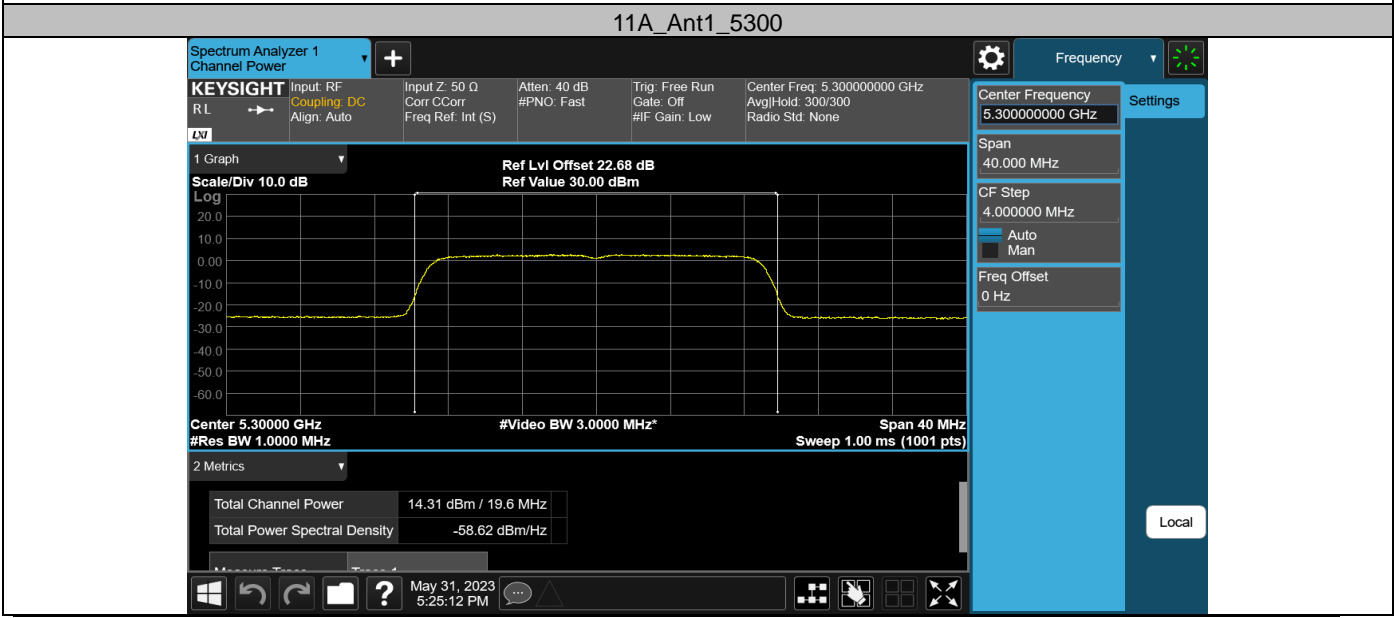 11A_Ant1_5300
Spectrum Analyzer 1
Channel Power
+
Frequency
KEYSIGHT
R L
LXI
Input: RF
Coupling: DC
Align: Auto
Input Z: 50 Ω
Corr CCorr
Freq Ref: Int (S)
Atten: 40 dB
#PNO: Fast
Trig: Free Run
Gate: Off
#IF Gain: Low
Center Freq: 5.300000000 GHz
Avg|Hold: 300/300
Radio Std: None
1 Graph
Scale/Div 10.0 dB
Ref Lvl Offset 22.68 dB
Ref Value 30.00 dBm
Log
20.0
10.0
0.00
-10.0
-20.0
-30.0
-40.0
-50.0
-60.0
Center 5.30000 GHz
#Res BW 1.0000 MHz
#Video BW 3.0000 MHz*
Span 40 MHz
Sweep 1.00 ms (1001 pts)
2 Metrics
Total Channel Power 14.31 dBm / 19.6 MHz
Total Power Spectral Density -58.62 dBm/Hz
?
May 31, 2023
5:25:12 PM
Center Frequency
5.300000000 GHz
Span
40.000 MHz
CF Step
4.000000 MHz
Auto
Man
Freq Offset
0 Hz
Settings
Local